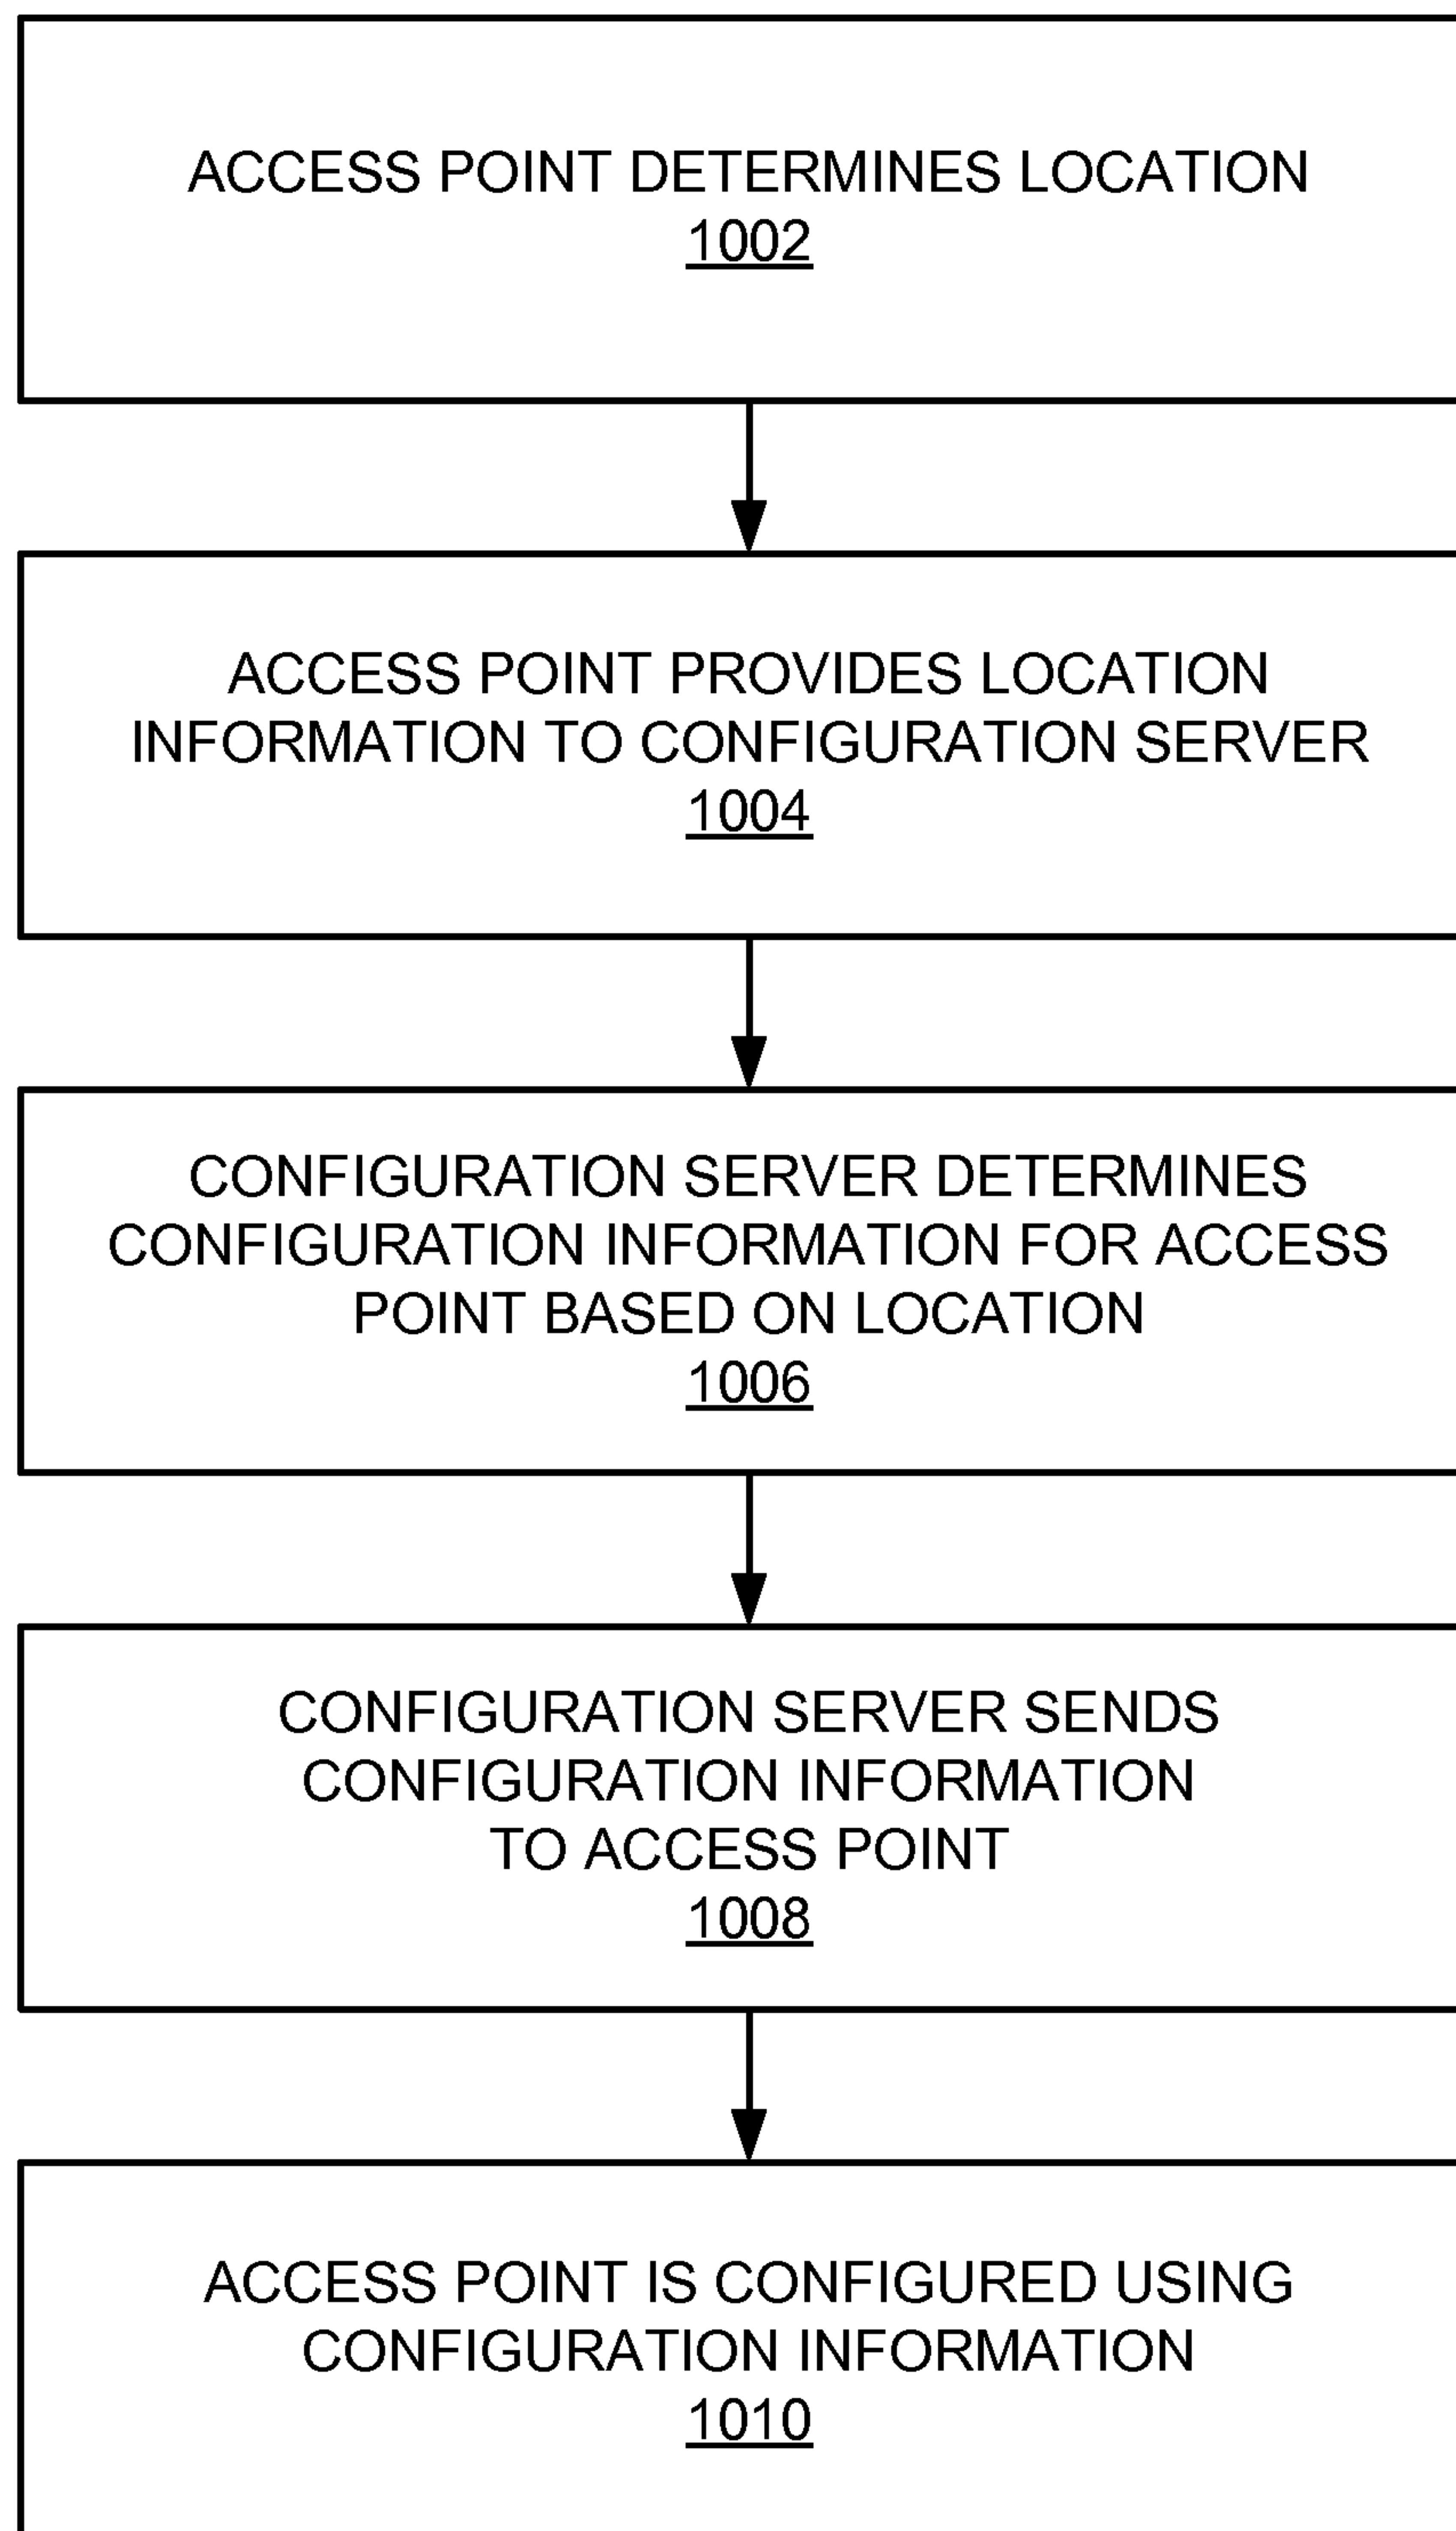 ACCESS POINT DETERMINES LOCATION
1002
ACCESS POINT PROVIDES LOCATION
INFORMATION TO CONFIGURATION SERVER
1004
CONFIGURATION SERVER DETERMINES
CONFIGURATION INFORMATION FOR ACCESS
POINT BASED ON LOCATION
1006
CONFIGURATION SERVER SENDS
CONFIGURATION INFORMATION
TO ACCESS POINT
1008
ACCESS POINT IS CONFIGURED USING
CONFIGURATION INFORMATION
1010